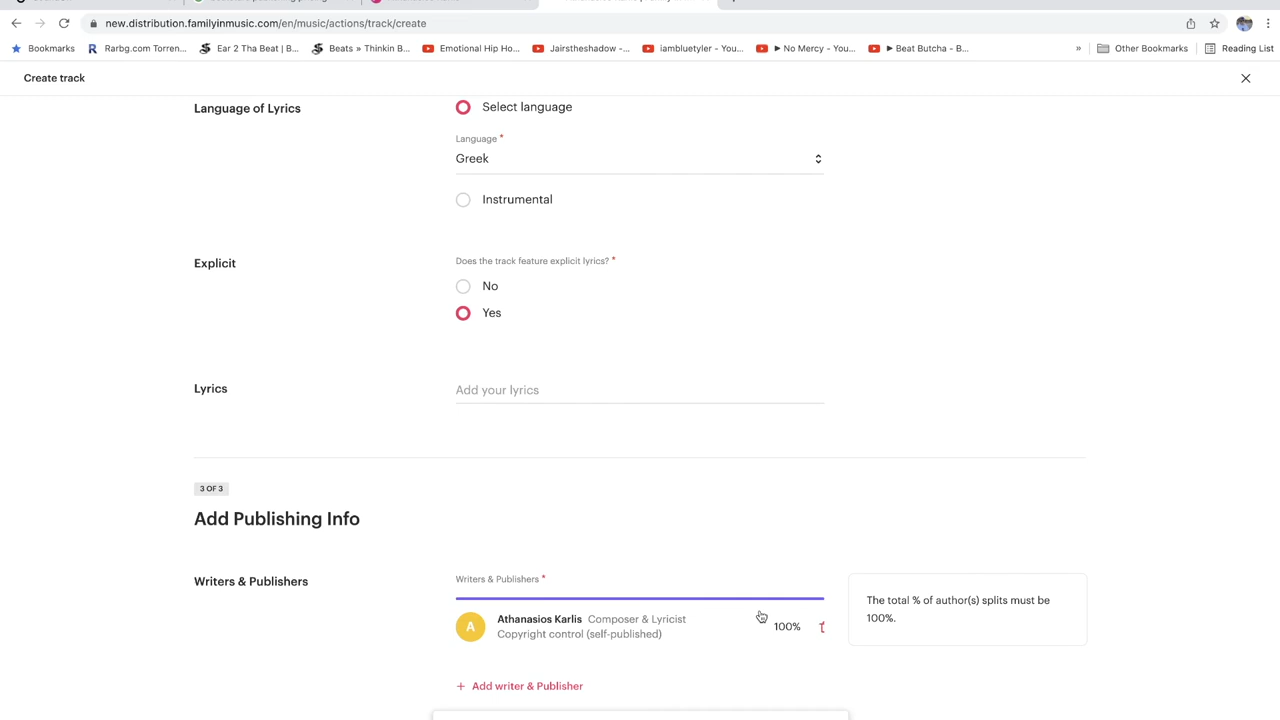 new.distribution.familyinmusic.com/en/music/actions/track/create
Bookmarks
Rarbg.com Torren...
Ear 2 Tha Beat | B...
Beats » Thinkin B...
Emotional Hip Ho...
Jairstheshadow -...
iambluetyler - You...
► No Mercy - You...
► Beat Butcha - B...
»
Other Bookmarks
Reading List
Create track
Language of Lyrics
Select language
Language *
Greek
Instrumental
Explicit
Does the track feature explicit lyrics? *
No
Yes
Lyrics
Add your lyrics
3 OF 3
Add Publishing Info
Writers & Publishers
Writers & Publishers *
A
Athanasios Karlis Composer & Lyricist
Copyright control (self-published)
100%
The total % of author(s) splits must be
100%.
+ Add writer & Publisher